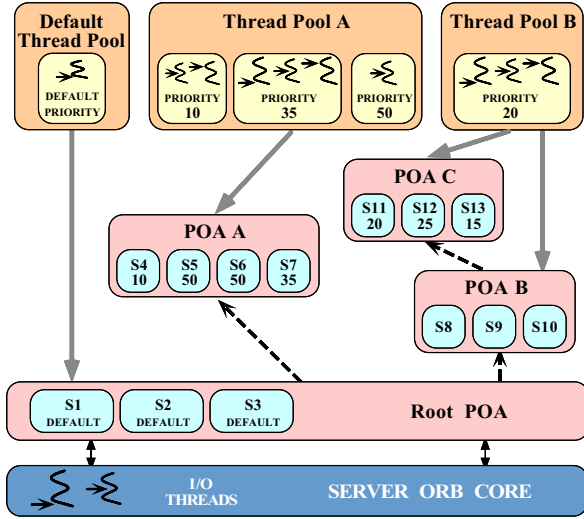 Default
Thread Pool
DEFAULT
PRIORITY
Thread Pool A
PRIORITY
10
PRIORITY
35
PRIORITY
50
Thread Pool B
PRIORITY
20
POA C
S11
20
S12
25
S13
15
POA A
S4
10
S5
50
S6
50
S7
35
POA B
S8
S9
S10
S1
DEFAULT
S2
DEFAULT
S3
DEFAULT
Root POA
I/O
THREADS
SERVER ORB CORE